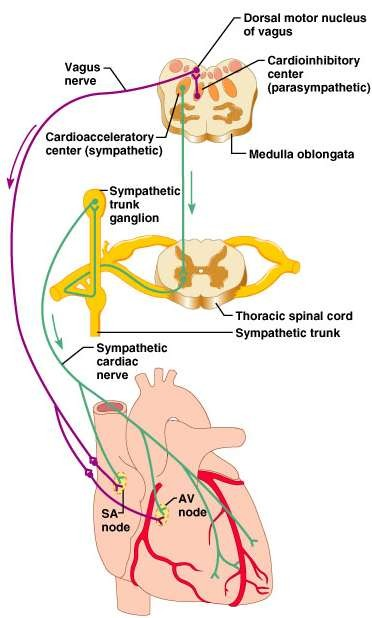 Dorsal motor nucleus
of vagus
Vagus
nerve
Cardioinhibitory
center
(parasympathetic)
Cardioacceleratory
center (sympathetic)
Medulla oblongata
Sympathetic
trunk
ganglion
Thoracic spinal cord
Sympathetic trunk
Sympathetic
cardiac
nerve
SA
node
AV
node